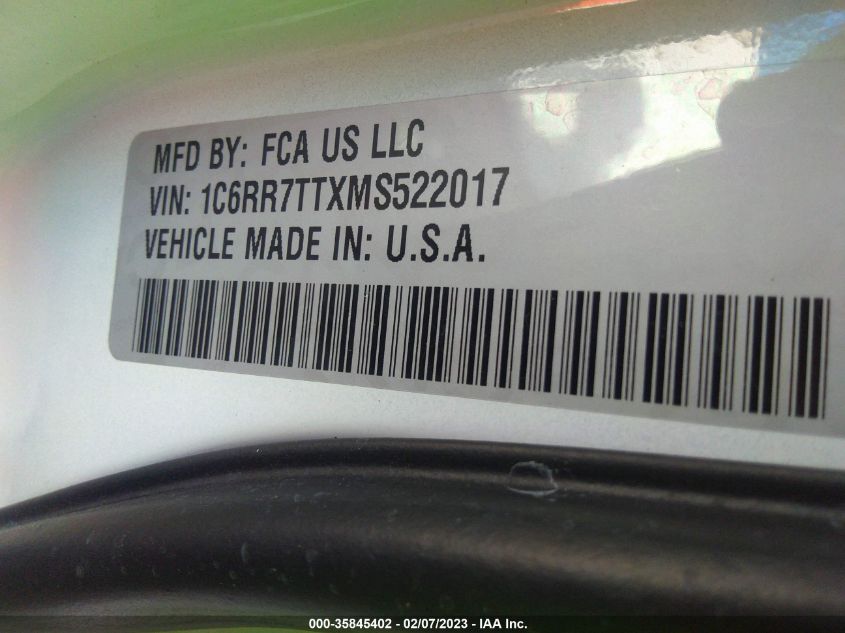 MFD BY: FCA US LLC
VIN: 1C6RR7TTXMS522017
VEHICLE MADE IN: U.S.A.
000-35845402 - 02/07/2023 - IAA Inc.